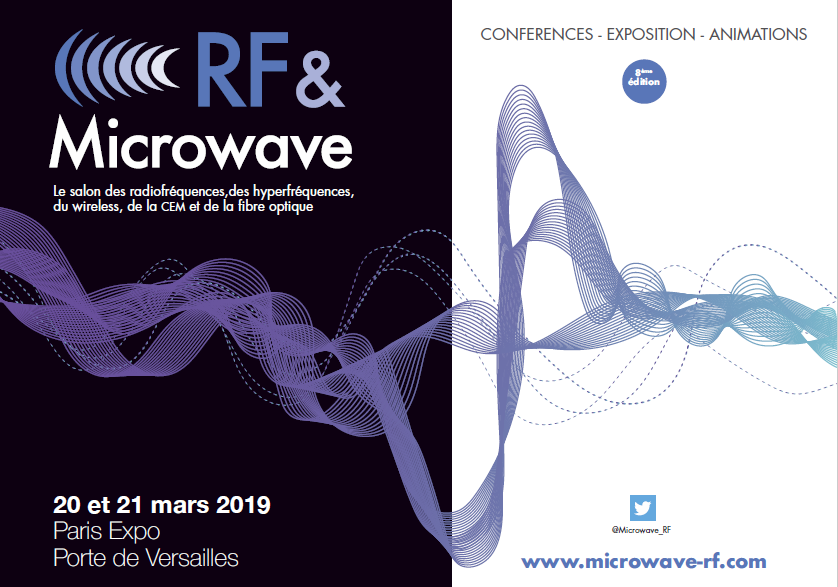 RF &
Microwave
Le salon des radiofréquences,des hyperfréquences,
du wireless, de la CEM et de la fibre optique
20 et 21 mars 2019
Paris Expo
Porte de Versailles
CONFERENCES - EXPOSITION - ANIMATIONS
8ème
édition
@Microwave_RF
www.microwave-rf.com